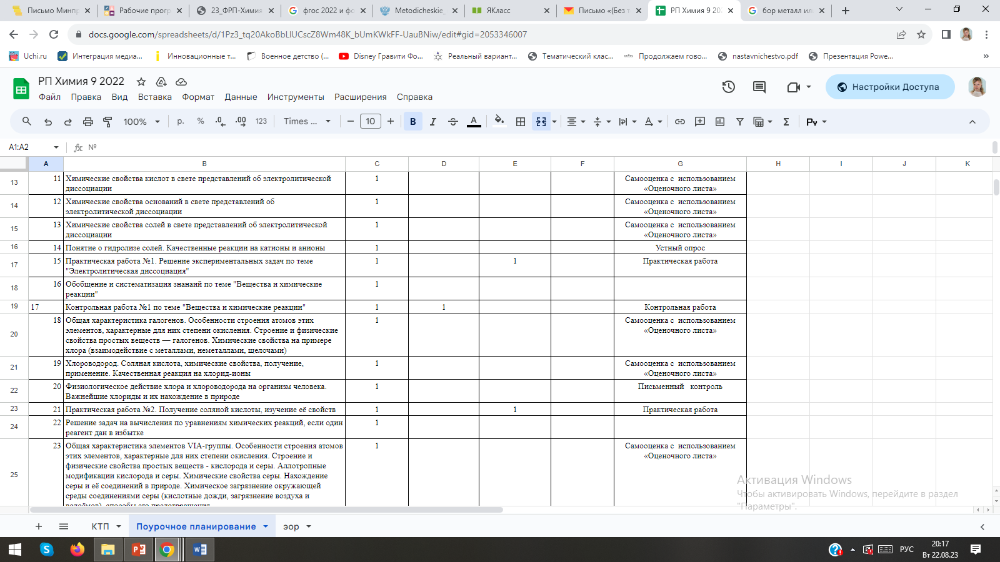 Письмо Минпр
Рабочие прогр
23_ФРП-Химия
фгос 2022 и фо
Metodicheskie_
ЯКласс
Письмо «(Без т
РП Химия 9 202
бор металл ил
docs.google.com/spreadsheets/d/1Pz3_tq20AkoBbLlUCscZ8Wm48K_bUmKWkFF-UauBNiw/edit#gid=2053346007
Uchi.ru
Интеграция медиа...
Инновационные т...
Военное детство (...
Disney Гравити Фо...
Реальный вариант...
Тематический клас...
Продолжаем гово...
nastavnichestvo.pdf
Презентация Powe...
РП Химия 9 2022
Файл Правка Вид Вставка Формат Данные Инструменты Расширения Справка
Настройки Доступа
100% р. % .0 .00 123 Times ... 10 B I A Σ Ру
A1:A2 fx №
A B C D E F G H I J K
13 11 Химические свойства кислот в свете представлений об электролитической 1 Самооценка с использованием
диссоциации «Оценочного листа»
14 12 Химические свойства оснований в свете представлений об 1 Самооценка с использованием
электролитической диссоциации «Оценочного листа»
15 13 Химические свойства солей в свете представлений об электролитической 1 Самооценка с использованием
диссоциации «Оценочного листа»
16 14 Понятие о гидролизе солей. Качественные реакции на катионы и анионы 1 Устный опрос
17 15 Практическая работа №1. Решение экспериментальных задач по теме 1 1 Практическая работа
"Электролитическая диссоциация"
18 16 Обобщение и систематизация знанаий по теме "Вещества и химические 1
реакции"
19 17 Контрольная работа №1 по теме "Вещества и химические реакции" 1 1 Контрольная работа
20 18 Общая характеристика галогенов. Особенности строения атомов этих 1 Самооценка с использованием
элементов, характерные для них степени окисления. Строение и физические «Оценочного листа»
свойства простых веществ — галогенов. Химические свойства на примере
хлора (взаимодействие с металлами, неметаллами, щелочами)
21 19 Хлороводород. Соляная кислота, химические свойства, получение, 1 Самооценка с использованием
применение. Качественная реакция на хлорид-ионы «Оценочного листа»
22 20 Физиологическое действие хлора и хлороводорода на организм человека. 1 Письменный контроль
Важнейшие хлориды и их нахождение в природе
23 21 Практическая работа №2. Получение соляной кислоты, изучение её свойств 1 1 Практическая работа
24 22 Решение задач на вычисления по уравнениям химических реакций, если один 1
реагент дан в избытке
25 23 Общая характеристика элементов VIA-группы. Особенности строения атомов 1 Самооценка с использованием
этих элементов, характерные для них степени окисления. Строение и «Оценочного листа»
физические свойства простых веществ - кислорода и серы. Аллотропные
модификации кислорода и серы. Химические свойства серы. Нахождение
серы и её соединений в природе. Химическое загрязнение окружающей
среды соединениями серы (кислотные дожди, загрязнение воздуха и
водоёмов), способы его предотвращения
Активация Windows
Чтобы активировать Windows, перейдите в раздел
"Параметры".
КТП
Поурочное планирование
эор
РУС
20:17
Вт 22.08.23